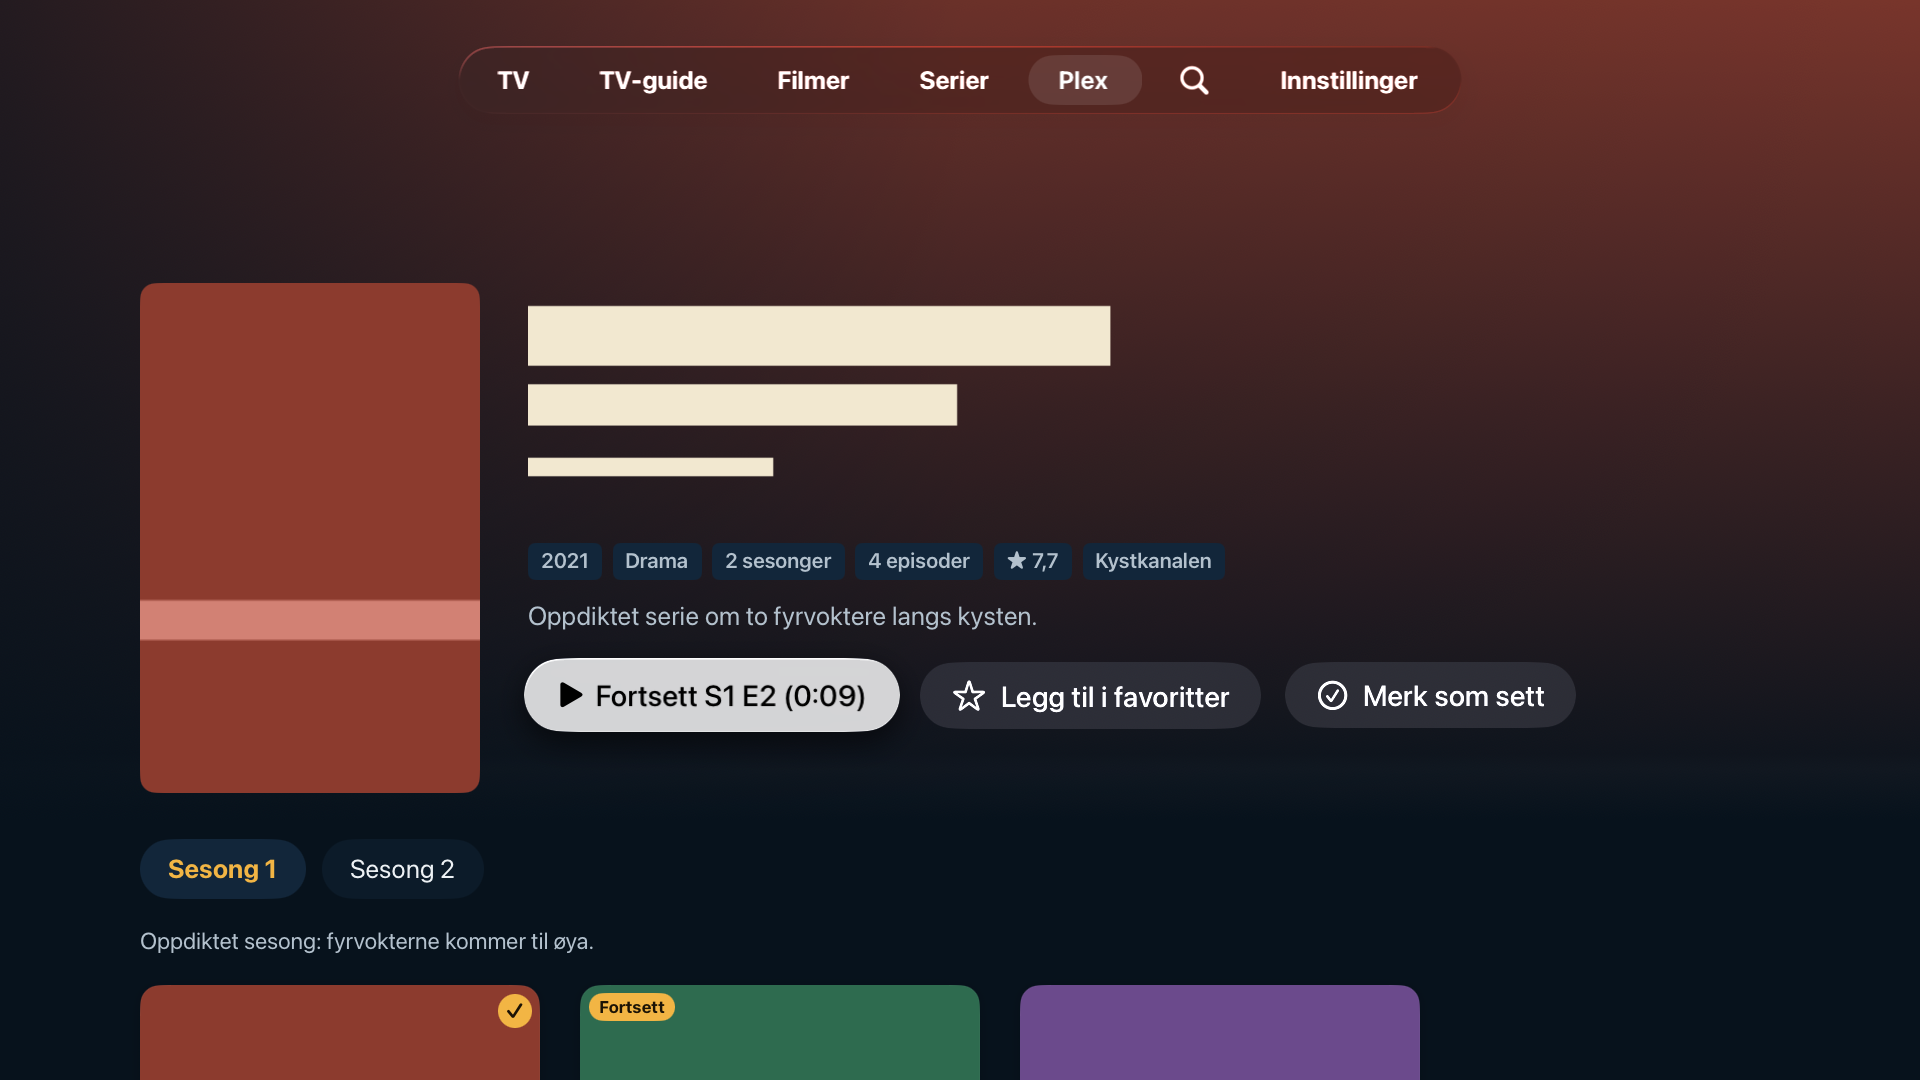 TV TV-guide Filmer Serier Plex Innstillinger
2021 Drama 2 sesonger 4 episoder ★ 7,7 Kystkanalen
Oppdiktet serie om to fyrvoktere langs kysten.
Fortsett S1 E2 (0:09) Legg til i favoritter Merk som sett
Sesong 1 Sesong 2
Oppdiktet sesong: fyrvokterne kommer til øya.
Fortsett